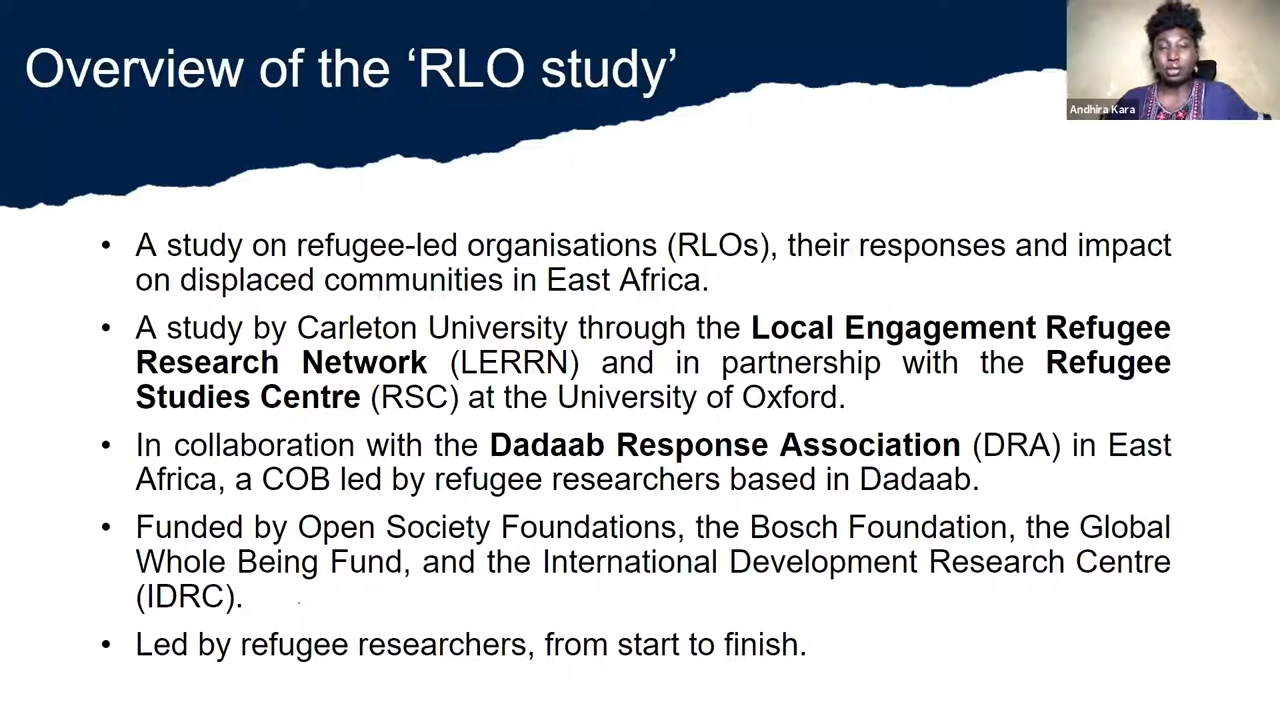 Overview of the ‘RLO study’
Andhira Kara
• A study on refugee-led organisations (RLOs), their responses and impact
on displaced communities in East Africa.
• A study by Carleton University through the Local Engagement Refugee
Research Network (LERRN) and in partnership with the Refugee
Studies Centre (RSC) at the University of Oxford.
• In collaboration with the Dadaab Response Association (DRA) in East
Africa, a COB led by refugee researchers based in Dadaab.
• Funded by Open Society Foundations, the Bosch Foundation, the Global
Whole Being Fund, and the International Development Research Centre
(IDRC).
• Led by refugee researchers, from start to finish.